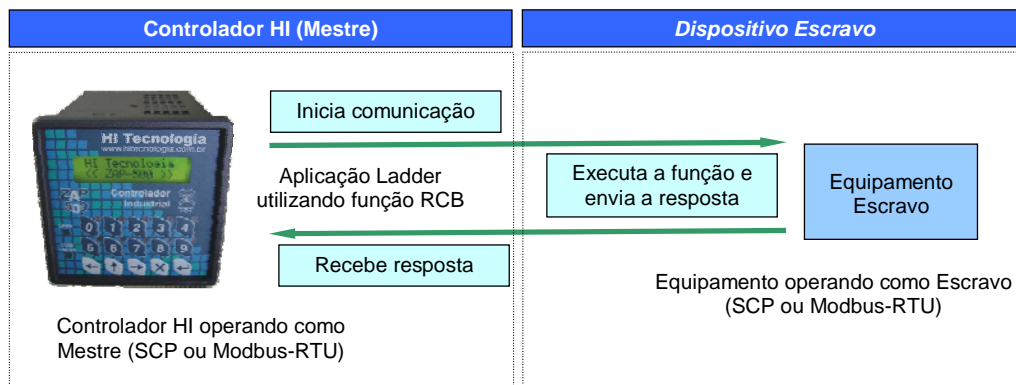 Controlador HI (Mestre)
Dispositivo Escravo
HI Tecnologia
www.hitecnologia.com.br
HI Tecnologia
<< ZAP-500 >>
Controlador
Industrial
0 1 2 3 4
5 6 7 8 9
Inicia comunicação
Aplicação Ladder
utilizando função RCB
Executa a função e
envia a resposta
Equipamento
Escravo
Recebe resposta
Controlador HI operando como
Mestre (SCP ou Modbus-RTU)
Equipamento operando como Escravo
(SCP ou Modbus-RTU)